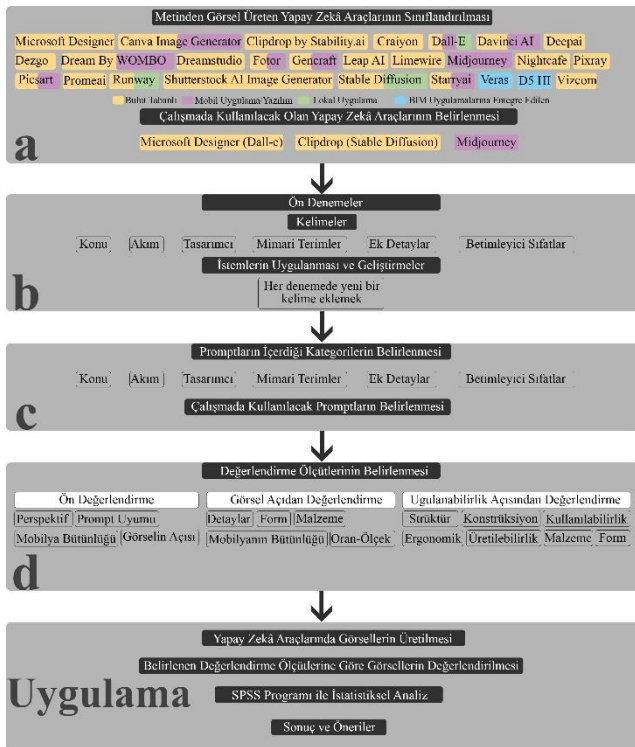 Metinden Görsel Üreten Yapay Zekâ Araçlarının Sınıflandırılması
Microsoft Designer Canva Image Generator Clipdrop by Stability.ai Craiyon Dall-E Davinci AI Deepai
Dezgo Dream By WOMBO Dreamstudio Fotor Gencraft Leap AI Limewire Midjourney Nightcafe Pixray
Picsart Promeai Runway Shutterstock AI Image Generator Stable Diffusion Starryai Veras D5 HI Vizcom
Bulut Tabanlı Mobil Uygulama/Yazılım Lokal Uygulama BIM Uygulamalarına Entegre Edilen
Çalışmada Kullanılacak Olan Yapay Zekâ Araçlarının Belirlenmesi
a
Microsoft Designer (Dall-e) Clipdrop (Stable Diffusion) Midjourney
Ön Denemeler
Kelimeler
Konu Akım Tasarımcı Mimari Terimler Ek Detaylar Betimleyici Sıfatlar
İstemlerin Uygulanması ve Geliştirmeler
b
Her denemede yeni bir
kelime eklemek
Promptların İçerdiği Kategorilerin Belirlenmesi
Konu Akım Tasarımcı Mimari Terimler Ek Detaylar Betimleyici Sıfatlar
c
Çalışmada Kullanılacak Promptların Belirlenmesi
Değerlendirme Ölçütlerinin Belirlenmesi
Ön Değerlendirme Görsel Açıdan Değerlendirme Ugulanabilirlik Açısından Değerlendirme
Perspektif Prompt Uyumu Detaylar Form Malzeme Strüktür Konstrüksiyon Kullanılabilirlik
Mobilya Bütünlüğü Görselin Açısı Mobilyanın Bütünlüğü Oran-Ölçek Ergonomik Üretilebilirlik Malzeme Form
d
Yapay Zekâ Araçlarında Görsellerin Üretilmesi
Belirlenen Değerlendirme Ölçütlerine Göre Görsellerin Değerlendirilmesi
Uygulama
SPSS Programı ile İstatistiksel Analiz
Sonuç ve Öneriler